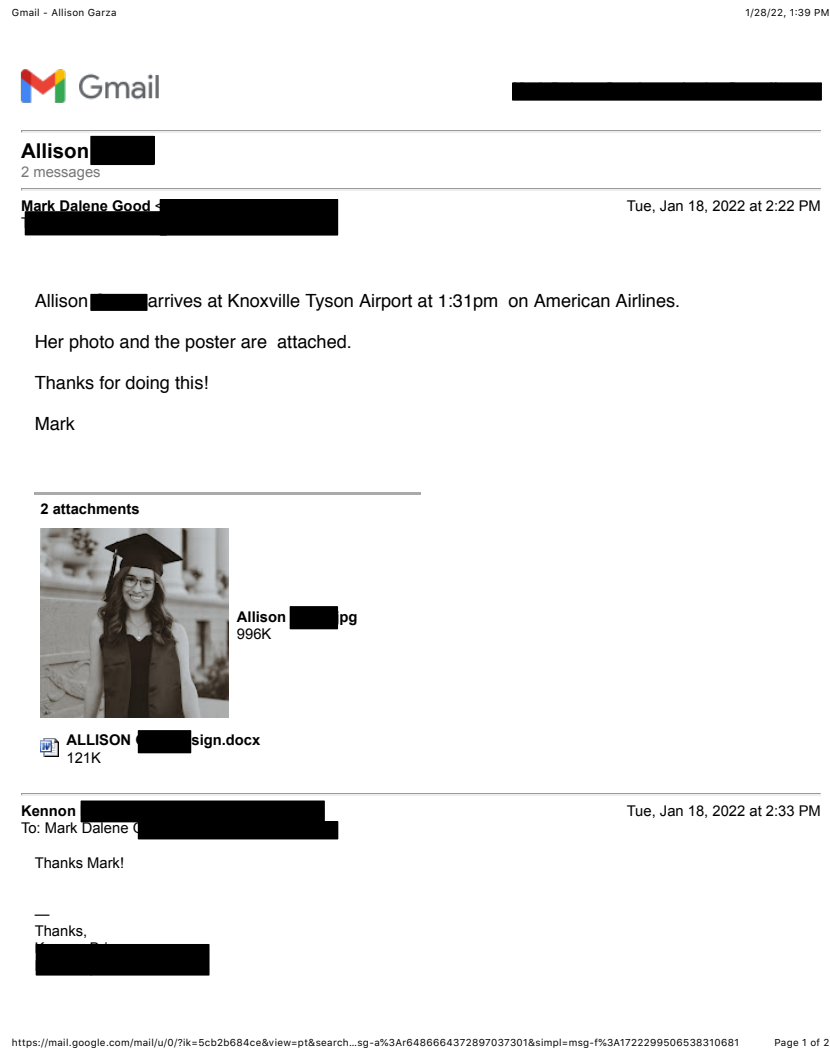 Gmail - Allison Garza
1/28/22, 1:39 PM
Gmail
Allison
2 messages
Mark Dalene Good <
Tue, Jan 18, 2022 at 2:22 PM
Allison arrives at Knoxville Tyson Airport at 1:31pm on American Airlines.
Her photo and the poster are attached.
Thanks for doing this!
Mark
2 attachments
Allison pg
996K
ALLISON sign.docx
121K
Kennon
Tue, Jan 18, 2022 at 2:33 PM
To: Mark Dalene
Thanks Mark!
—
Thanks,
https://mail.google.com/mail/u/0/?ik=5cb2b684ce&view=pt&search…sg-a%3Ar6486664372897037301&simpl=msg-f%3A1722299506538310681
Page 1 of 2